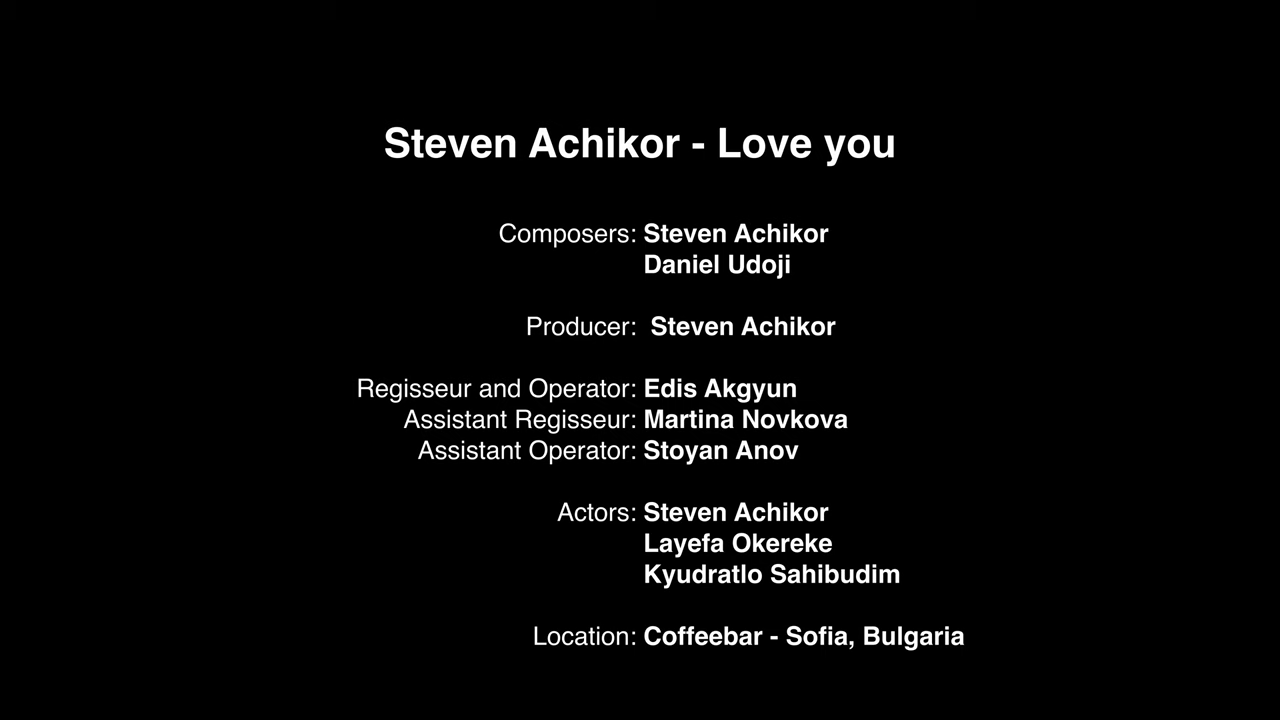 Steven Achikor - Love you
Composers: Steven Achikor
Daniel Udoji
Producer: Steven Achikor
Regisseur and Operator: Edis Akgyun
Assistant Regisseur: Martina Novkova
Assistant Operator: Stoyan Anov
Actors: Steven Achikor
Layefa Okereke
Kyudratlo Sahibudim
Location: Coffeebar - Sofia, Bulgaria